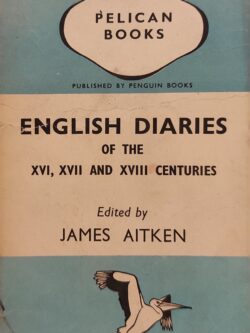 PELICAN
BOOKS
PUBLISHED BY PENGUIN BOOKS
ENGLISH DIARIES
OF THE
XVI, XVII AND XVIII CENTURIES
Edited by
JAMES AITKEN